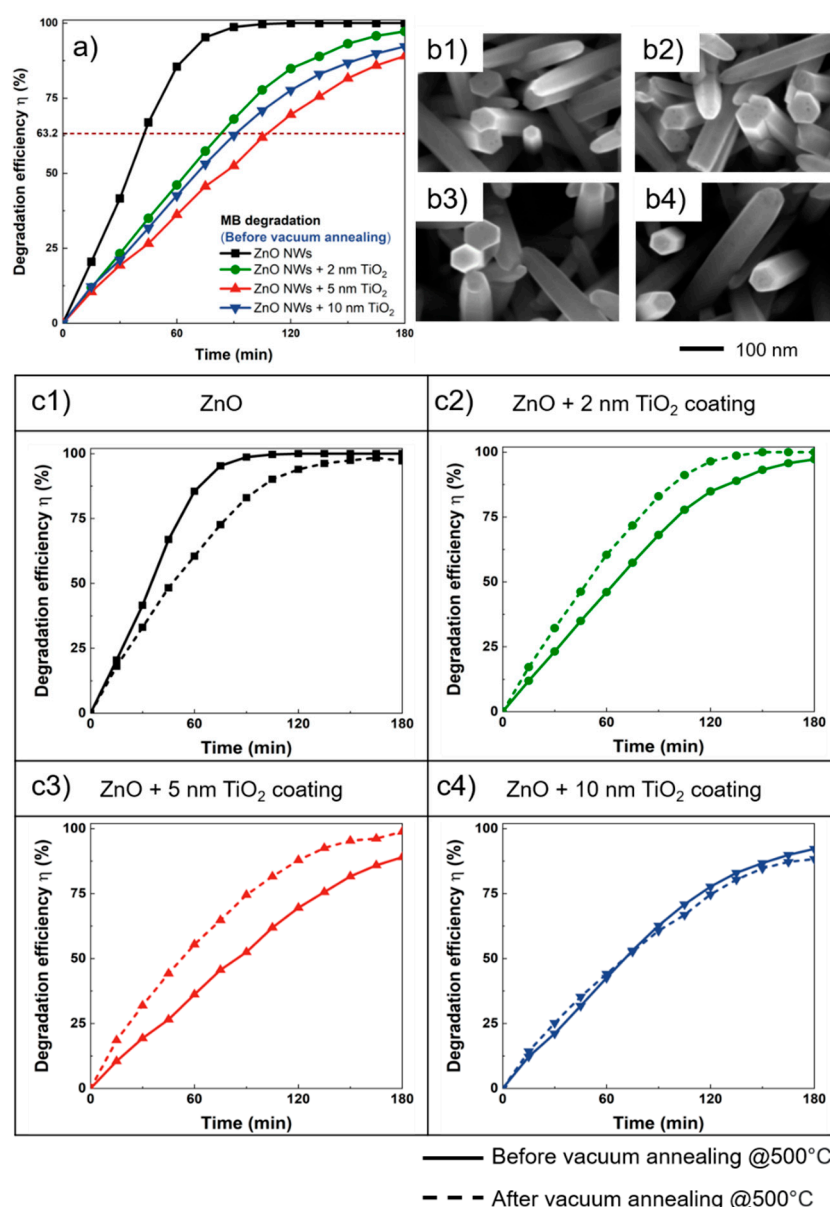 a)
Degradation efficiency η (%)
100
75
63.2
50
25
0
0
60
120
180
Time (min)
MB degradation
(Before vacuum annealing)
ZnO NWs
ZnO NWs + 2 nm TiO₂
ZnO NWs + 5 nm TiO₂
ZnO NWs + 10 nm TiO₂
b1)
b2)
b3)
b4)
100 nm
c1)
ZnO
Degradation efficiency η (%)
100
75
50
25
0
0
60
120
180
Time (min)
c2)
ZnO + 2 nm TiO₂ coating
Degradation efficiency η (%)
100
75
50
25
0
0
60
120
180
Time (min)
c3)
ZnO + 5 nm TiO₂ coating
Degradation efficiency η (%)
100
75
50
25
0
0
60
120
180
Time (min)
c4)
ZnO + 10 nm TiO₂ coating
Degradation efficiency η (%)
100
75
50
25
0
0
60
120
180
Time (min)
Before vacuum annealing @500°C
After vacuum annealing @500°C